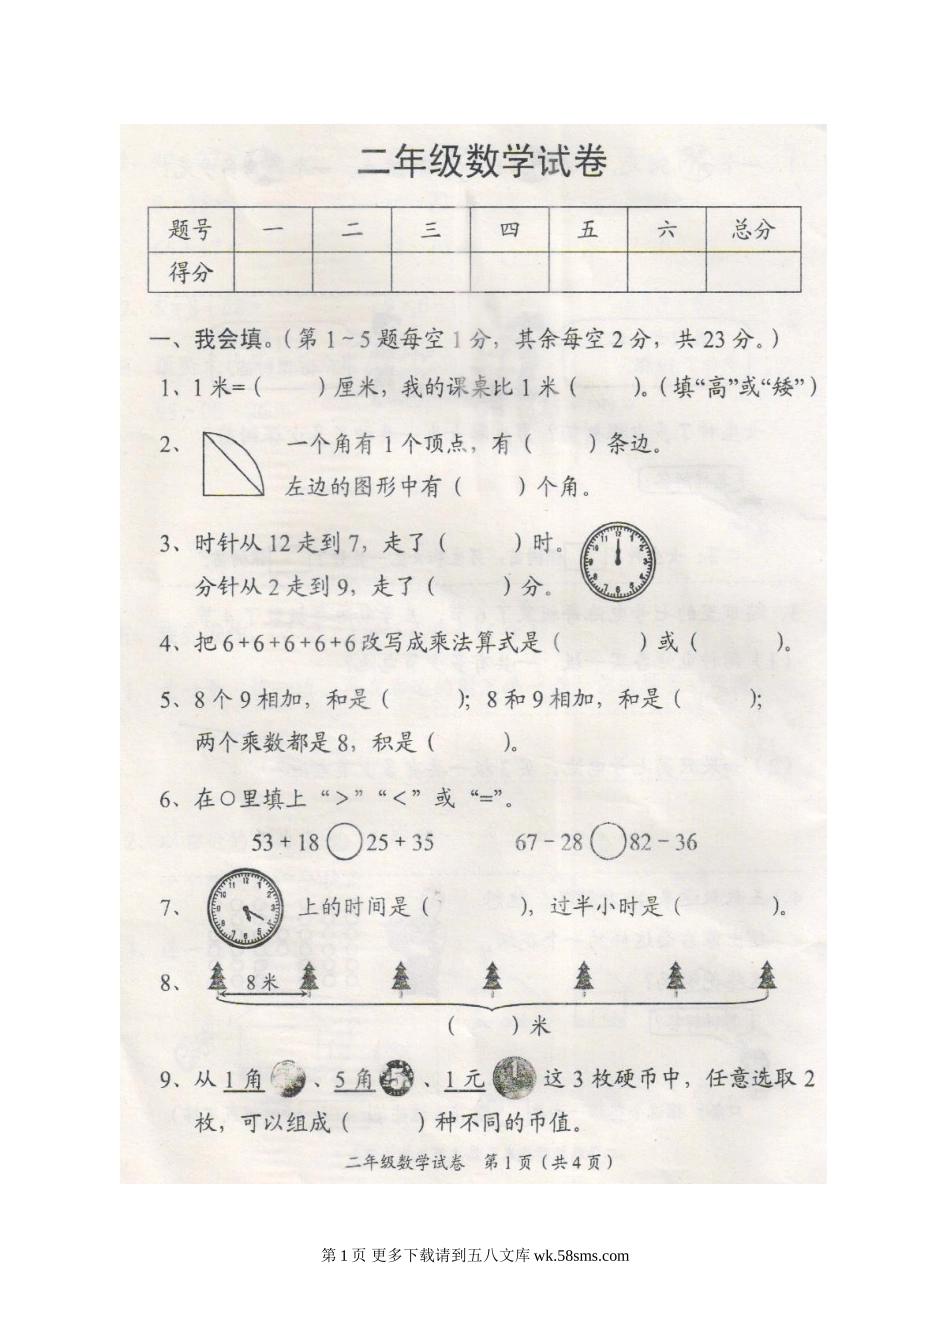 二年级数学试卷
题号 一 二 三 四 五 六 总分
得分
一、我会填。（第1~5题每空1分，其余每空2分，共23分。）
1、1米=（ ）厘米，我的课桌比1米（ ）。（填“高”或“矮”）
2、一个角有1个顶点，有（ ）条边。
左边的图形中有（ ）个角。
3、时针从12走到7，走了（ ）时。
分针从2走到9，走了（ ）分。
4、把6+6+6+6+6改写成乘法算式是（ ）或（ ）。
5、8个9相加，和是（ ）；8和9相加，和是（ ）；
两个乘数都是8，积是（ ）。
6、在○里填上“>”“<”或“=”。
53+18○25+35 67-28○82-36
7、上的时间是（ ），过半小时是（ ）。
8、8米
（ ）米
9、从1角、5角、1元这3枚硬币中，任意选取2
枚，可以组成（ ）种不同的币值。
二年级数学试卷 第1页（共4页）
第1页 更多下载请到五八文库wk.58sms.com